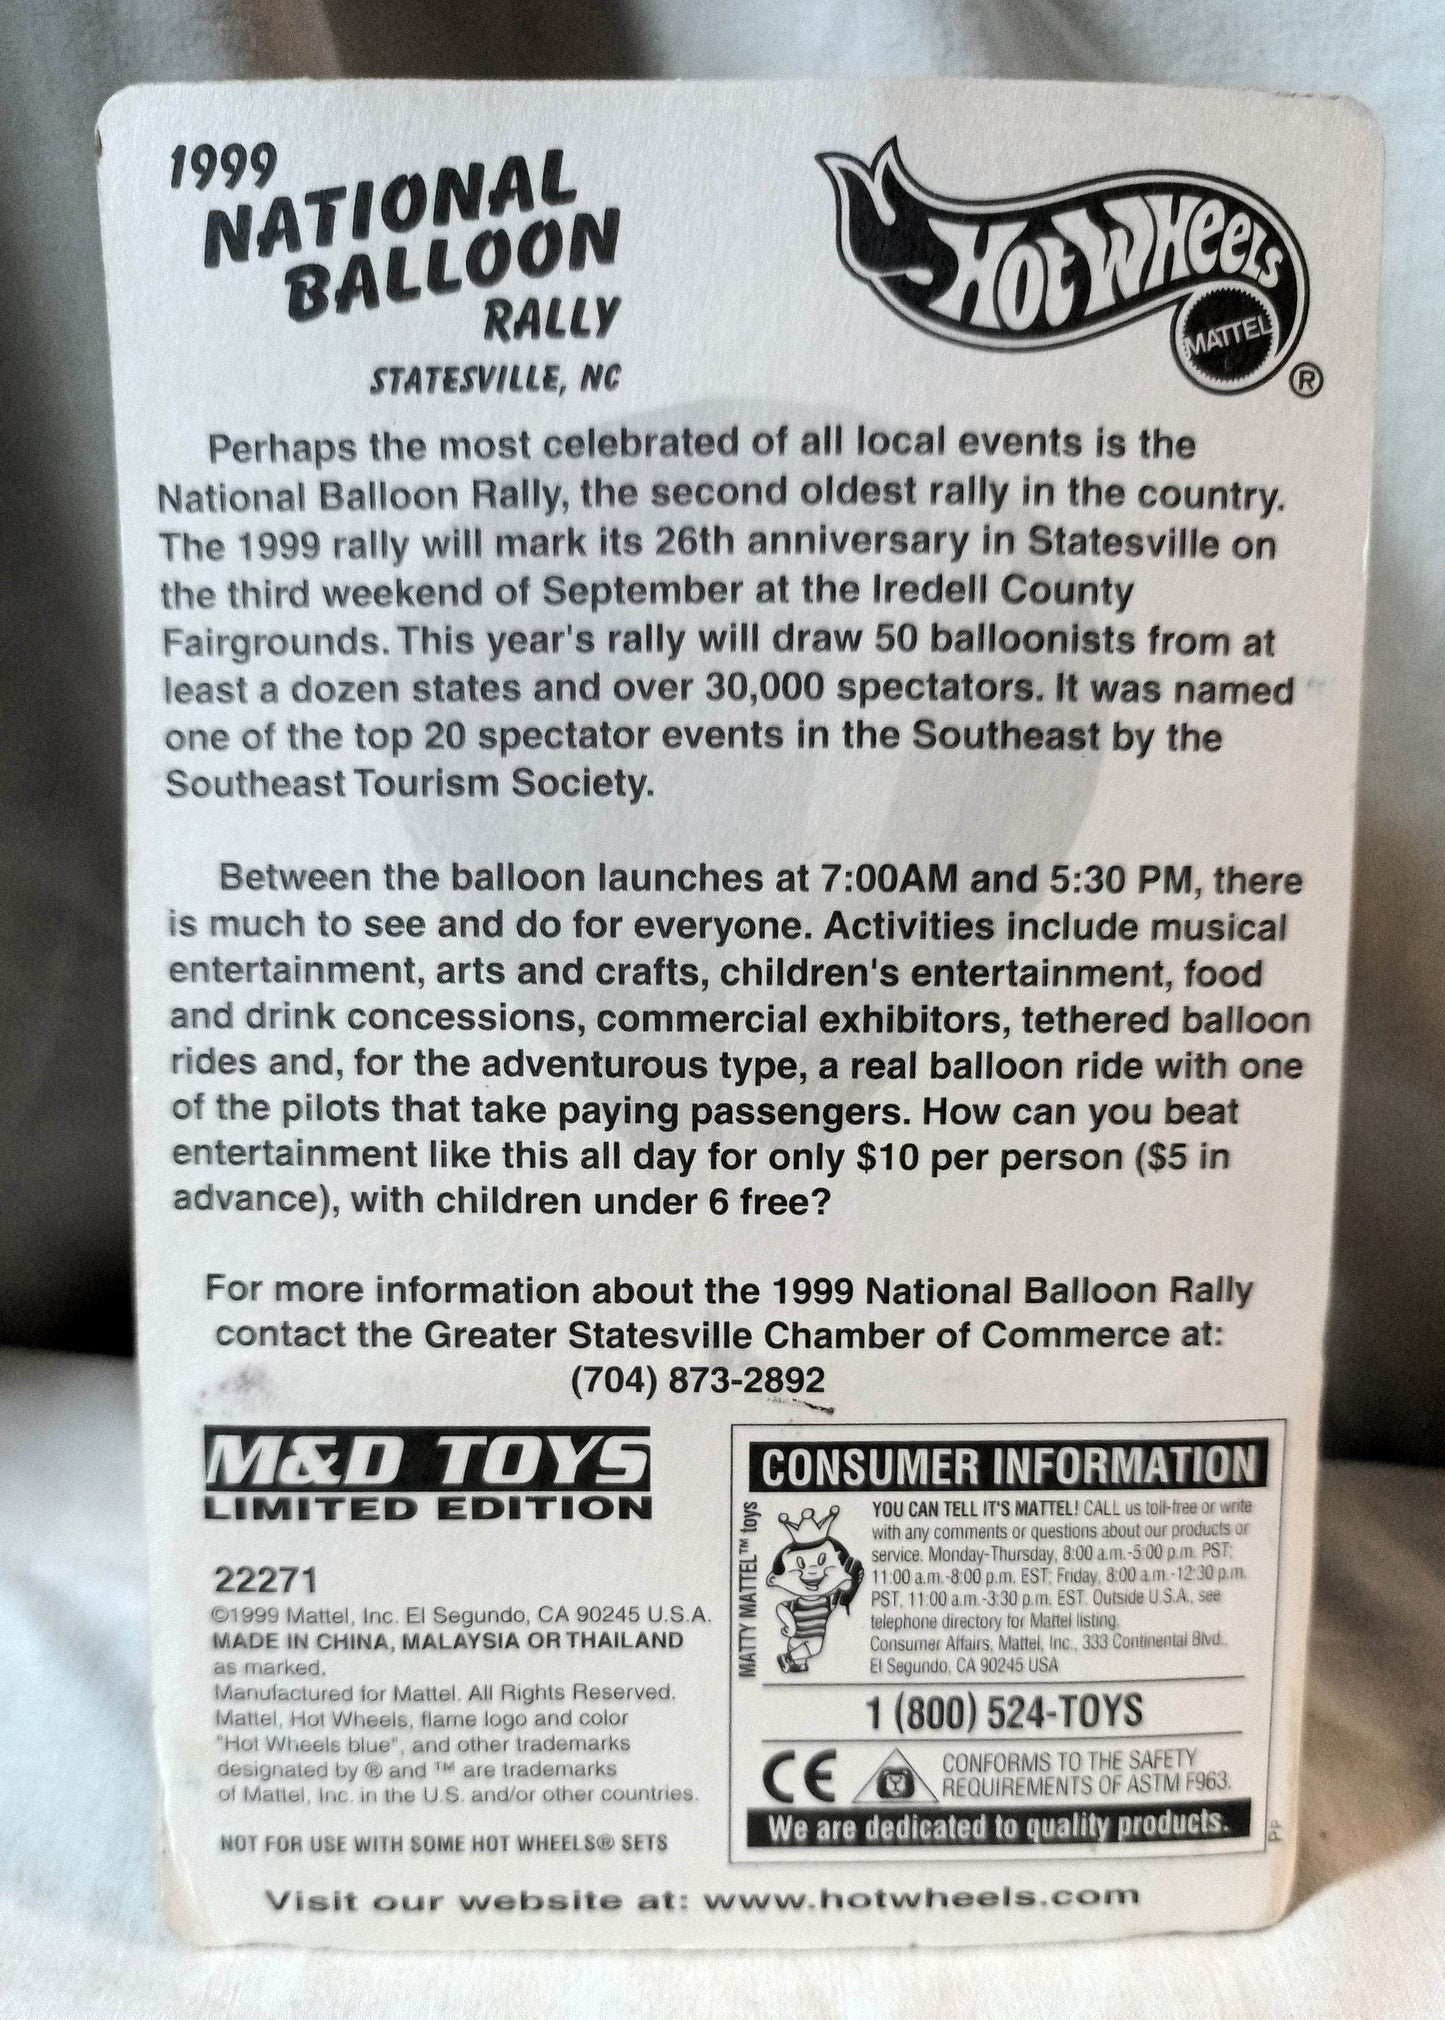 1999
NATIONAL
BALLOON
RALLY
STATESVILLE, NC
HOT WHEELS
MATTEL
®
Perhaps the most celebrated of all local events is the
National Balloon Rally, the second oldest rally in the country.
The 1999 rally will mark its 26th anniversary in Statesville on
the third weekend of September at the Iredell County
Fairgrounds. This year's rally will draw 50 balloonists from at
least a dozen states and over 30,000 spectators. It was named
one of the top 20 spectator events in the Southeast by the
Southeast Tourism Society.
Between the balloon launches at 7:00AM and 5:30 PM, there
is much to see and do for everyone. Activities include musical
entertainment, arts and crafts, children's entertainment, food
and drink concessions, commercial exhibitors, tethered balloon
rides and, for the adventurous type, a real balloon ride with one
of the pilots that take paying passengers. How can you beat
entertainment like this all day for only $10 per person ($5 in
advance), with children under 6 free?
For more information about the 1999 National Balloon Rally
contact the Greater Statesville Chamber of Commerce at:
(704) 873-2892
M&D TOYS
LIMITED EDITION
22271
©1999 Mattel, Inc. El Segundo, CA 90245 U.S.A.
MADE IN CHINA, MALAYSIA OR THAILAND
as marked.
Manufactured for Mattel. All Rights Reserved.
Mattel, Hot Wheels, flame logo and color
"Hot Wheels blue", and other trademarks
designated by ® and ™ are trademarks
of Mattel, Inc. in the U.S. and/or other countries.
NOT FOR USE WITH SOME HOT WHEELS® SETS
CONSUMER INFORMATION
MATTY MATTEL™ toys
YOU CAN TELL IT'S MATTEL! CALL us toll-free or write
with any comments or questions about our products or
service. Monday-Thursday, 8:00 a.m.-5:00 p.m. PST;
11:00 a.m.-8:00 p.m. EST; Friday, 8:00 a.m.-12:30 p.m.
PST, 11:00 a.m.-3:30 p.m. EST. Outside U.S.A., see
telephone directory for Mattel listing.
Consumer Affairs, Mattel, Inc., 333 Continental Blvd.,
El Segundo, CA 90245 USA
1 (800) 524-TOYS
CE
CONFORMS TO THE SAFETY
REQUIREMENTS OF ASTM F963.
We are dedicated to quality products.
Visit our website at: www.hotwheels.com